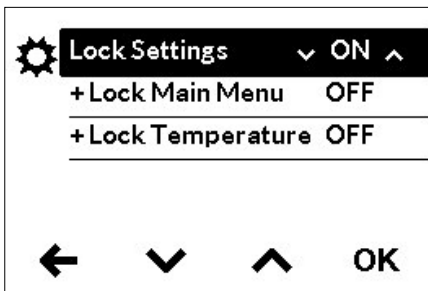 Lock Settings ON
+Lock Main Menu OFF
+Lock Temperature OFF
OK